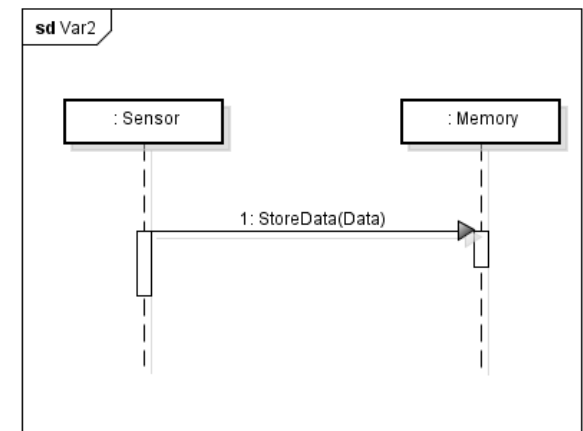 sd Var2
: Sensor
: Memory
1: StoreData(Data)